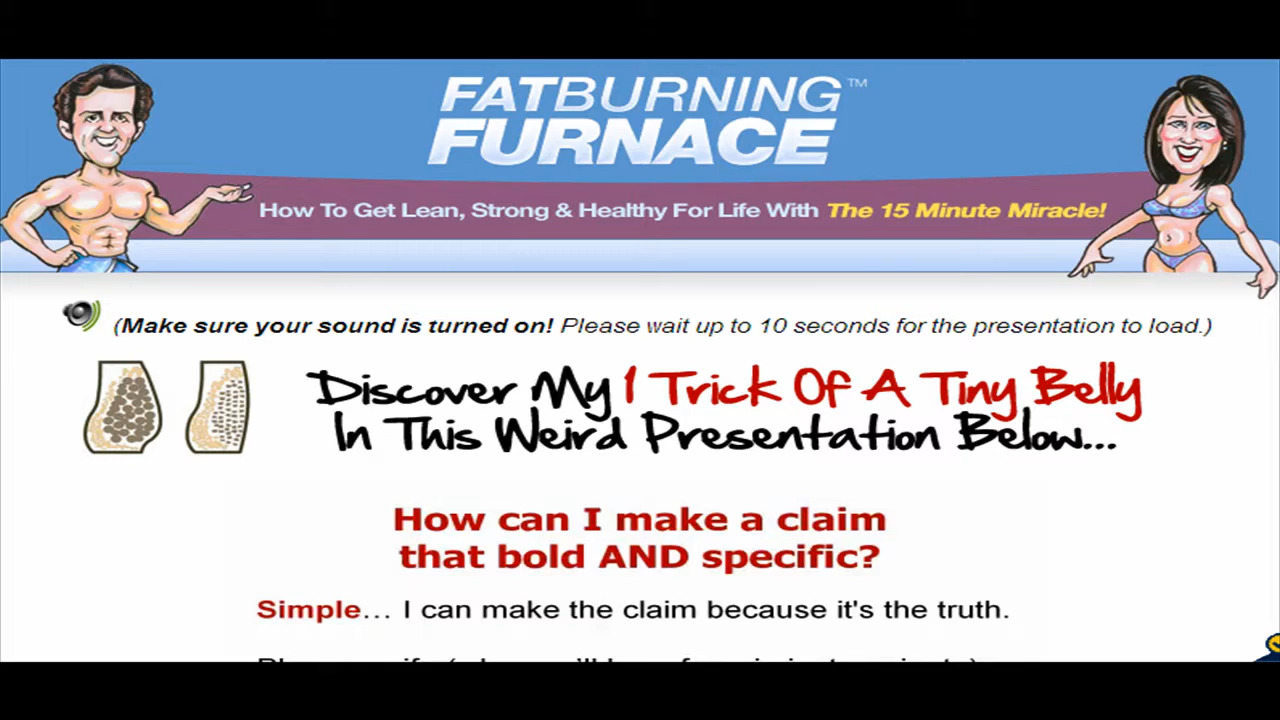 FATBURNING™
FURNACE
How To Get Lean, Strong & Healthy For Life With The 15 Minute Miracle!
(Make sure your sound is turned on! Please wait up to 10 seconds for the presentation to load.)
Discover My 1 Trick Of A Tiny Belly
In This Weird Presentation Below...
How can I make a claim
that bold AND specific?
Simple... I can make the claim because it's the truth.